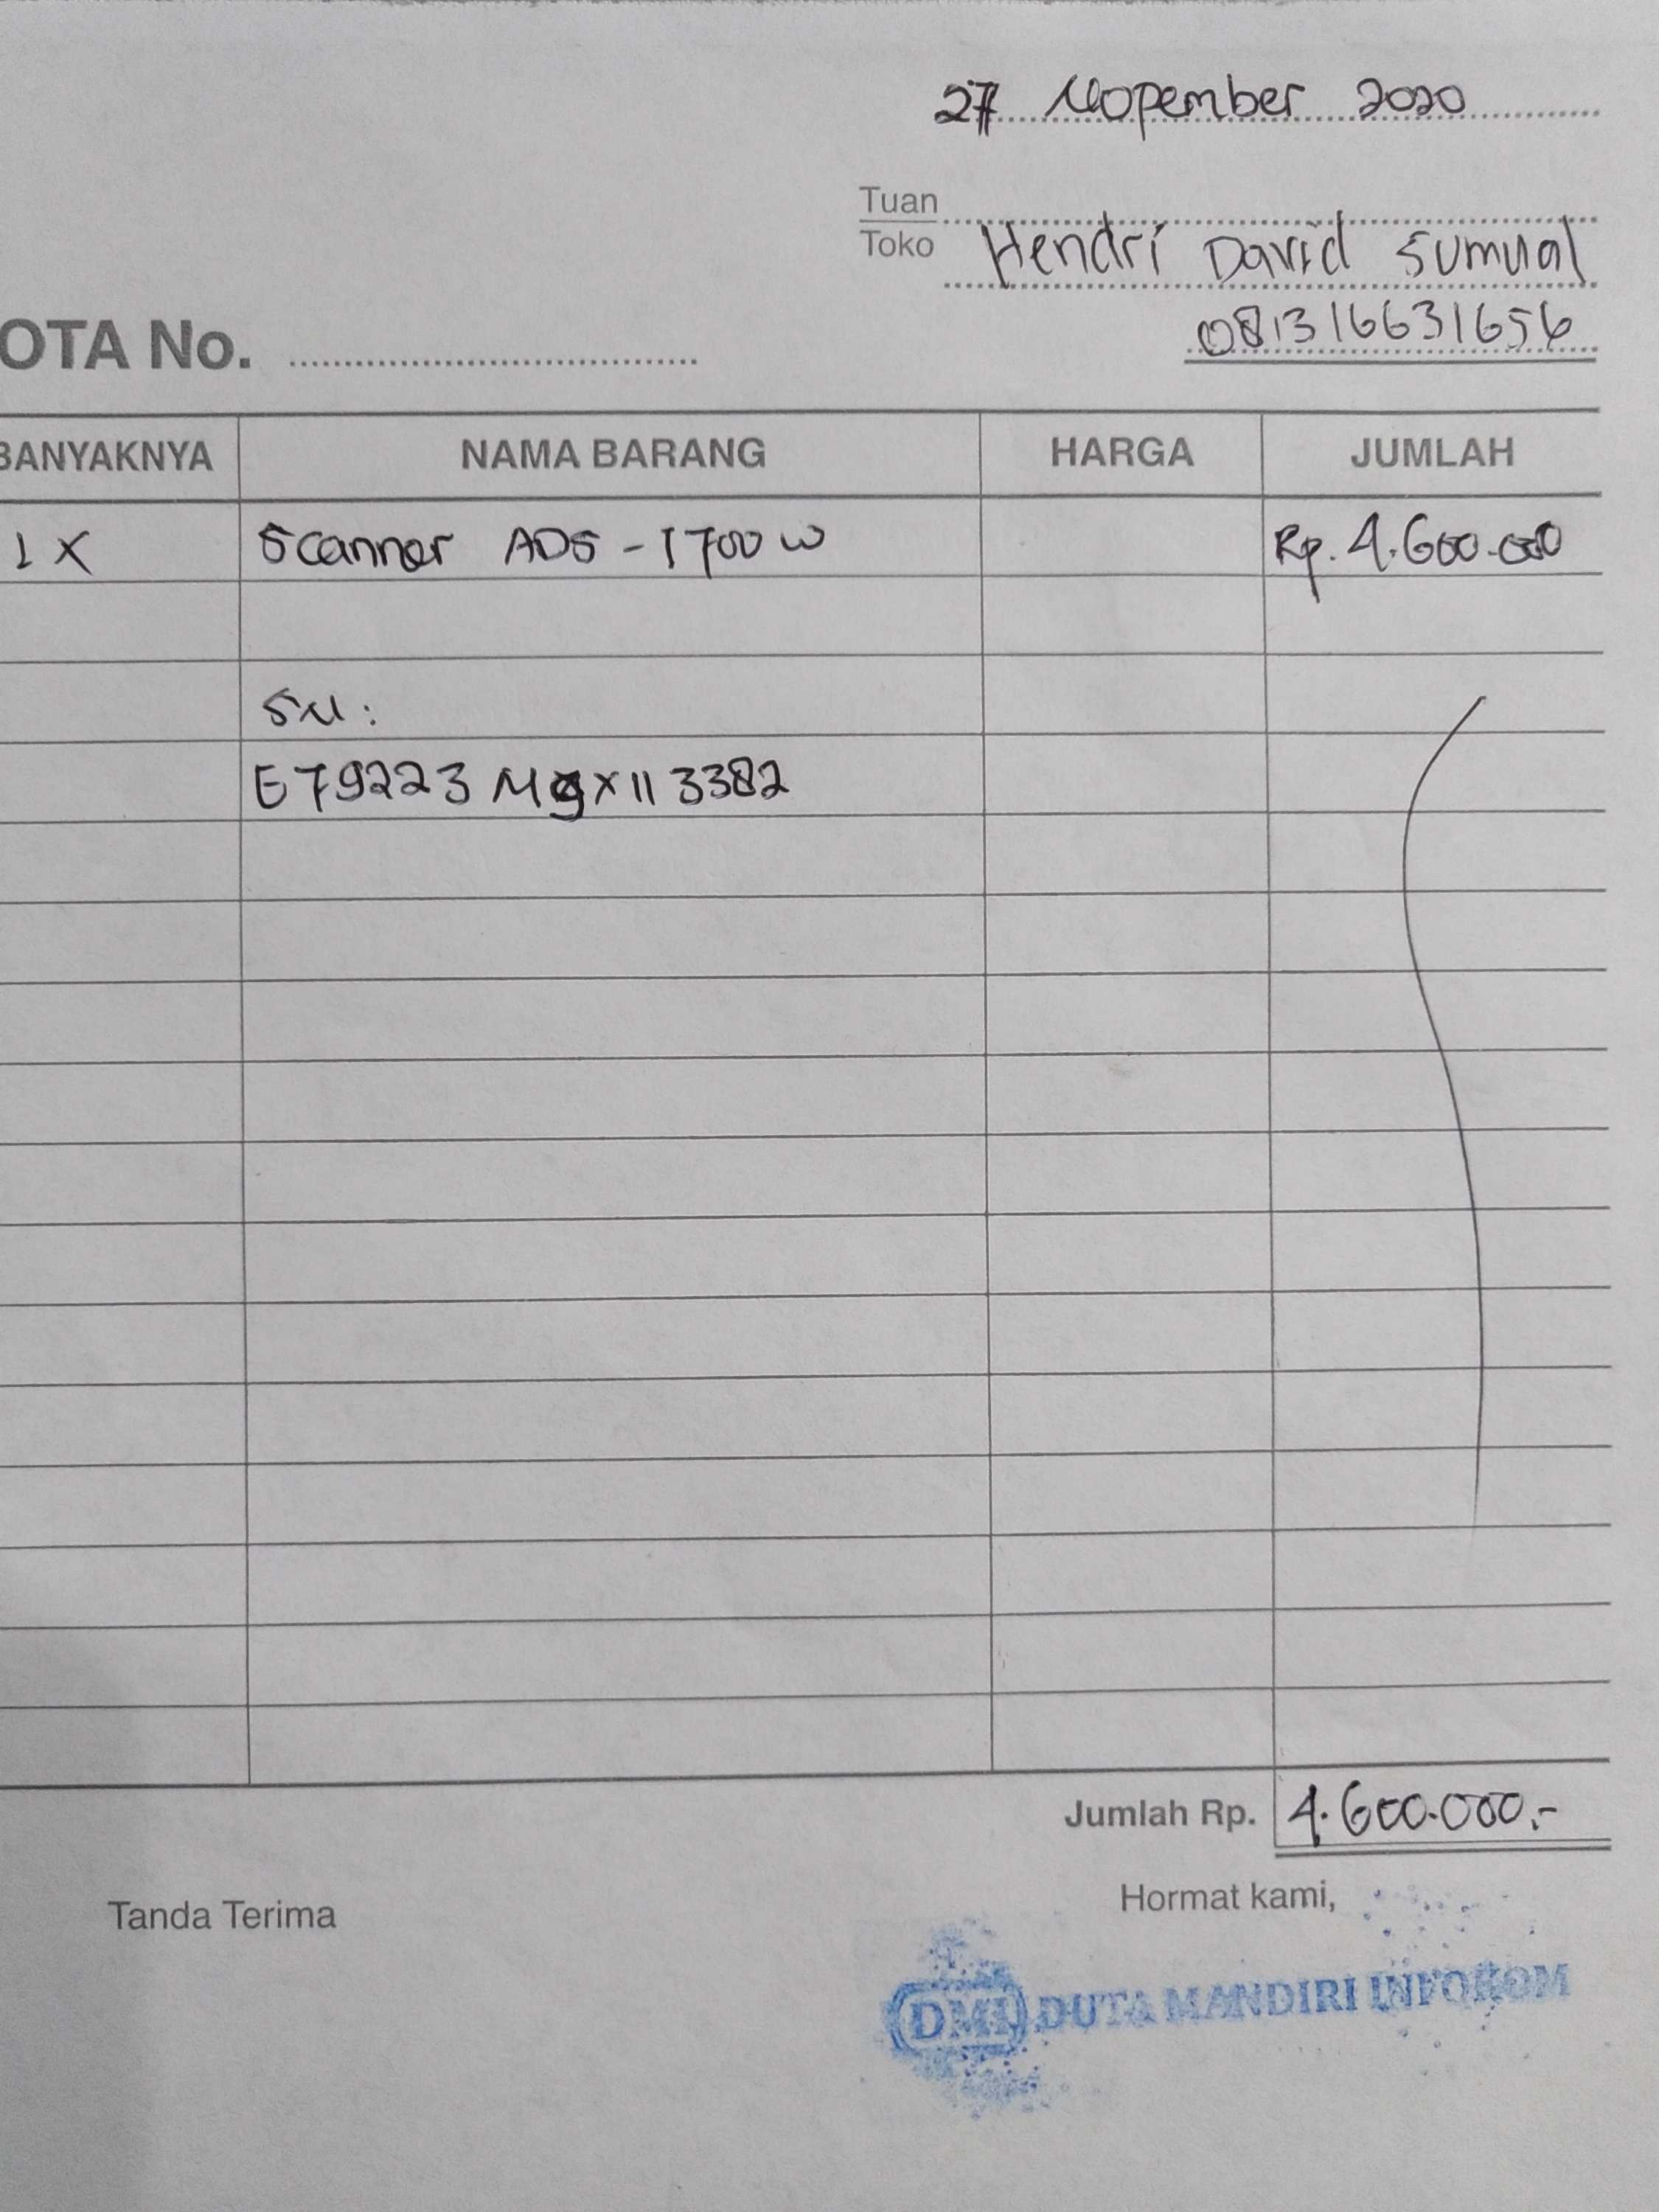 27 Nopember 2020
Tuan
Toko Hendri David Sumual
081316631656
OTA No.
BANYAKNYA NAMA BARANG HARGA JUMLAH
1 X Scanner ADS - 1700 W Rp. 4.600.000
SN :
E79223 M9X113382
Jumlah Rp. 4.600.000.-
Tanda Terima Hormat kami,
DMI DUTA MANDIRI INFOKOM